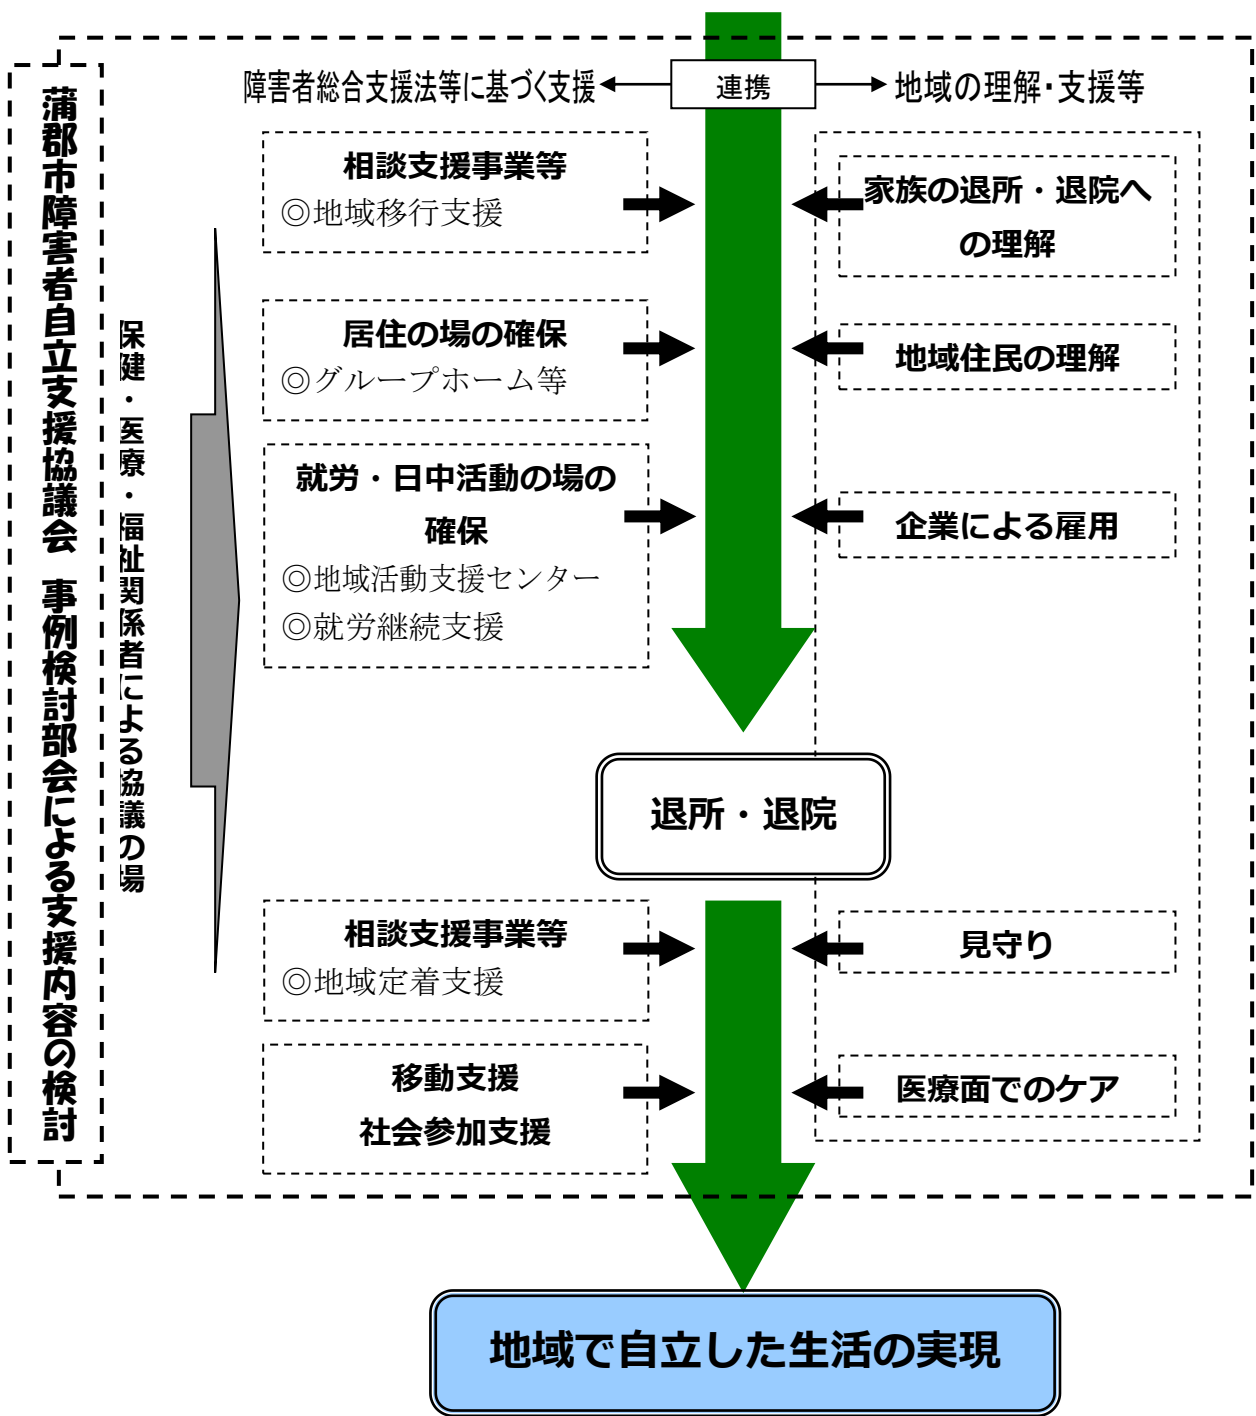 蒲郡市障害者自立支援協議会 事例検討部会による支援内容の検討
保健・医療・福祉関係者による協議の場
障害者総合支援法等に基づく支援
連携
地域の理解・支援等
相談支援事業等
◎地域移行支援
家族の退所・退院へ
の理解
居住の場の確保
◎グループホーム等
地域住民の理解
就労・日中活動の場の
確保
◎地域活動支援センター
◎就労継続支援
企業による雇用
退所・退院
相談支援事業等
◎地域定着支援
見守り
移動支援
社会参加支援
医療面でのケア
地域で自立した生活の実現